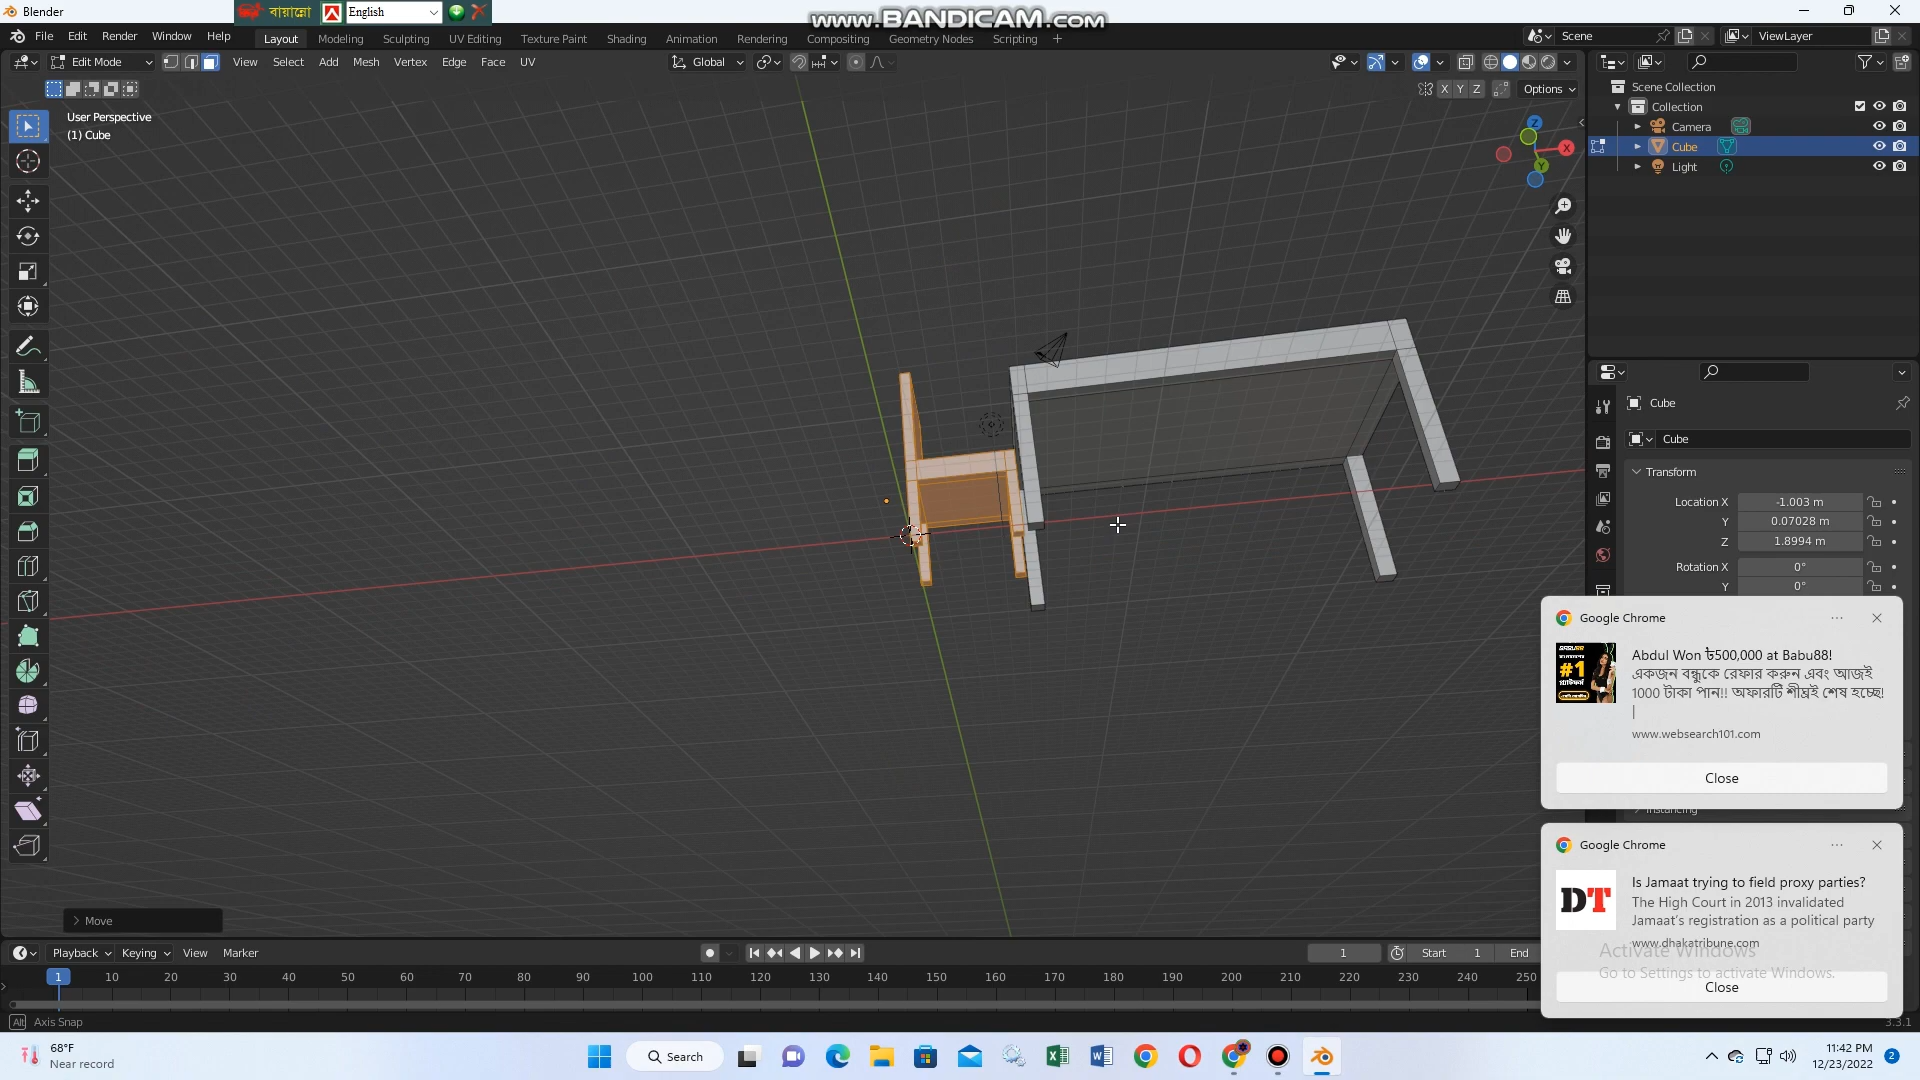 Blender
বায়ান্নো
English
www.BANDICAM.com
File Edit Render Window Help
Layout Modeling Sculpting UV Editing Texture Paint Shading Animation Rendering Compositing Geometry Nodes Scripting +
Scene
ViewLayer
Edit Mode
View Select Add Mesh Vertex Edge Face UV
Global
X Y Z
Options
User Perspective
(1) Cube
Z
X
Y
Scene Collection
Collection
Camera
Cube
Light
Cube
Cube
Transform
Location X -1.003 m
Y 0.07028 m
Z 1.8994 m
Rotation X 0°
Y 0°
Google Chrome
BABU88
#1
Abdul Won ৳500,000 at Babu88!
একজন বন্ধুকে রেফার করুন এবং আজই
1000 টাকা পান!! অফারটি শীঘ্রই শেষ হচ্ছে!
|
www.websearch101.com
Close
Instancing
Google Chrome
DT
Is Jamaat trying to field proxy parties?
The High Court in 2013 invalidated
Jamaat's registration as a political party
www.dhakatribune.com
Activate Windows
Go to Settings to activate Windows.
Close
Move
Playback Keying View Marker
1
Start 1 End
1 10 20 30 40 50 60 70 80 90 100 110 120 130 140 150 160 170 180 190 200 210 220 230 240 250
Alt Axis Snap
3.3.1
68°F
Near record
Search
11:42 PM
12/23/2022
2